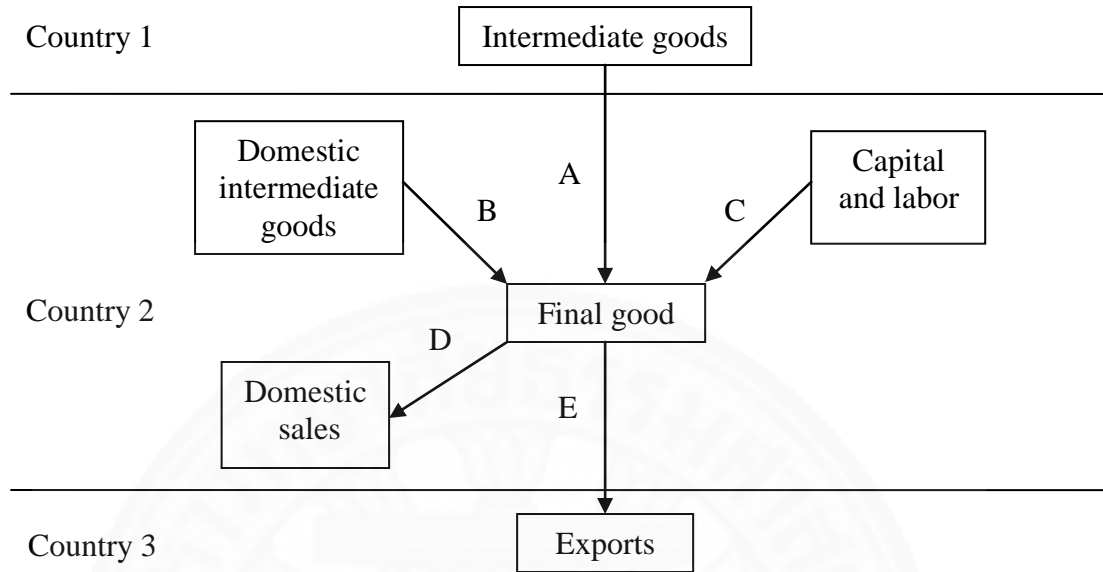 Country 1
Intermediate goods
Domestic
intermediate
goods
A
Capital
and labor
B
C
Country 2
Final good
D
Domestic
sales
E
Country 3
Exports